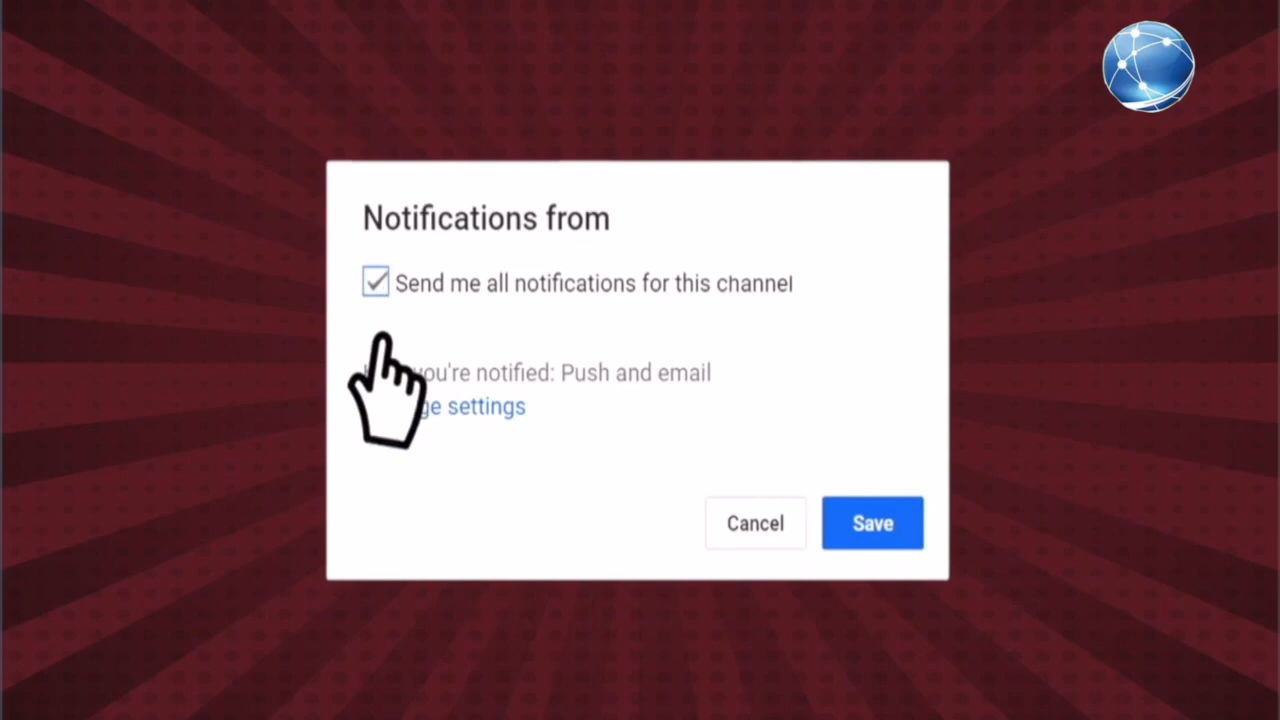 Notifications from
Send me all notifications for this channel
you're notified: Push and email
settings
Cancel
Save